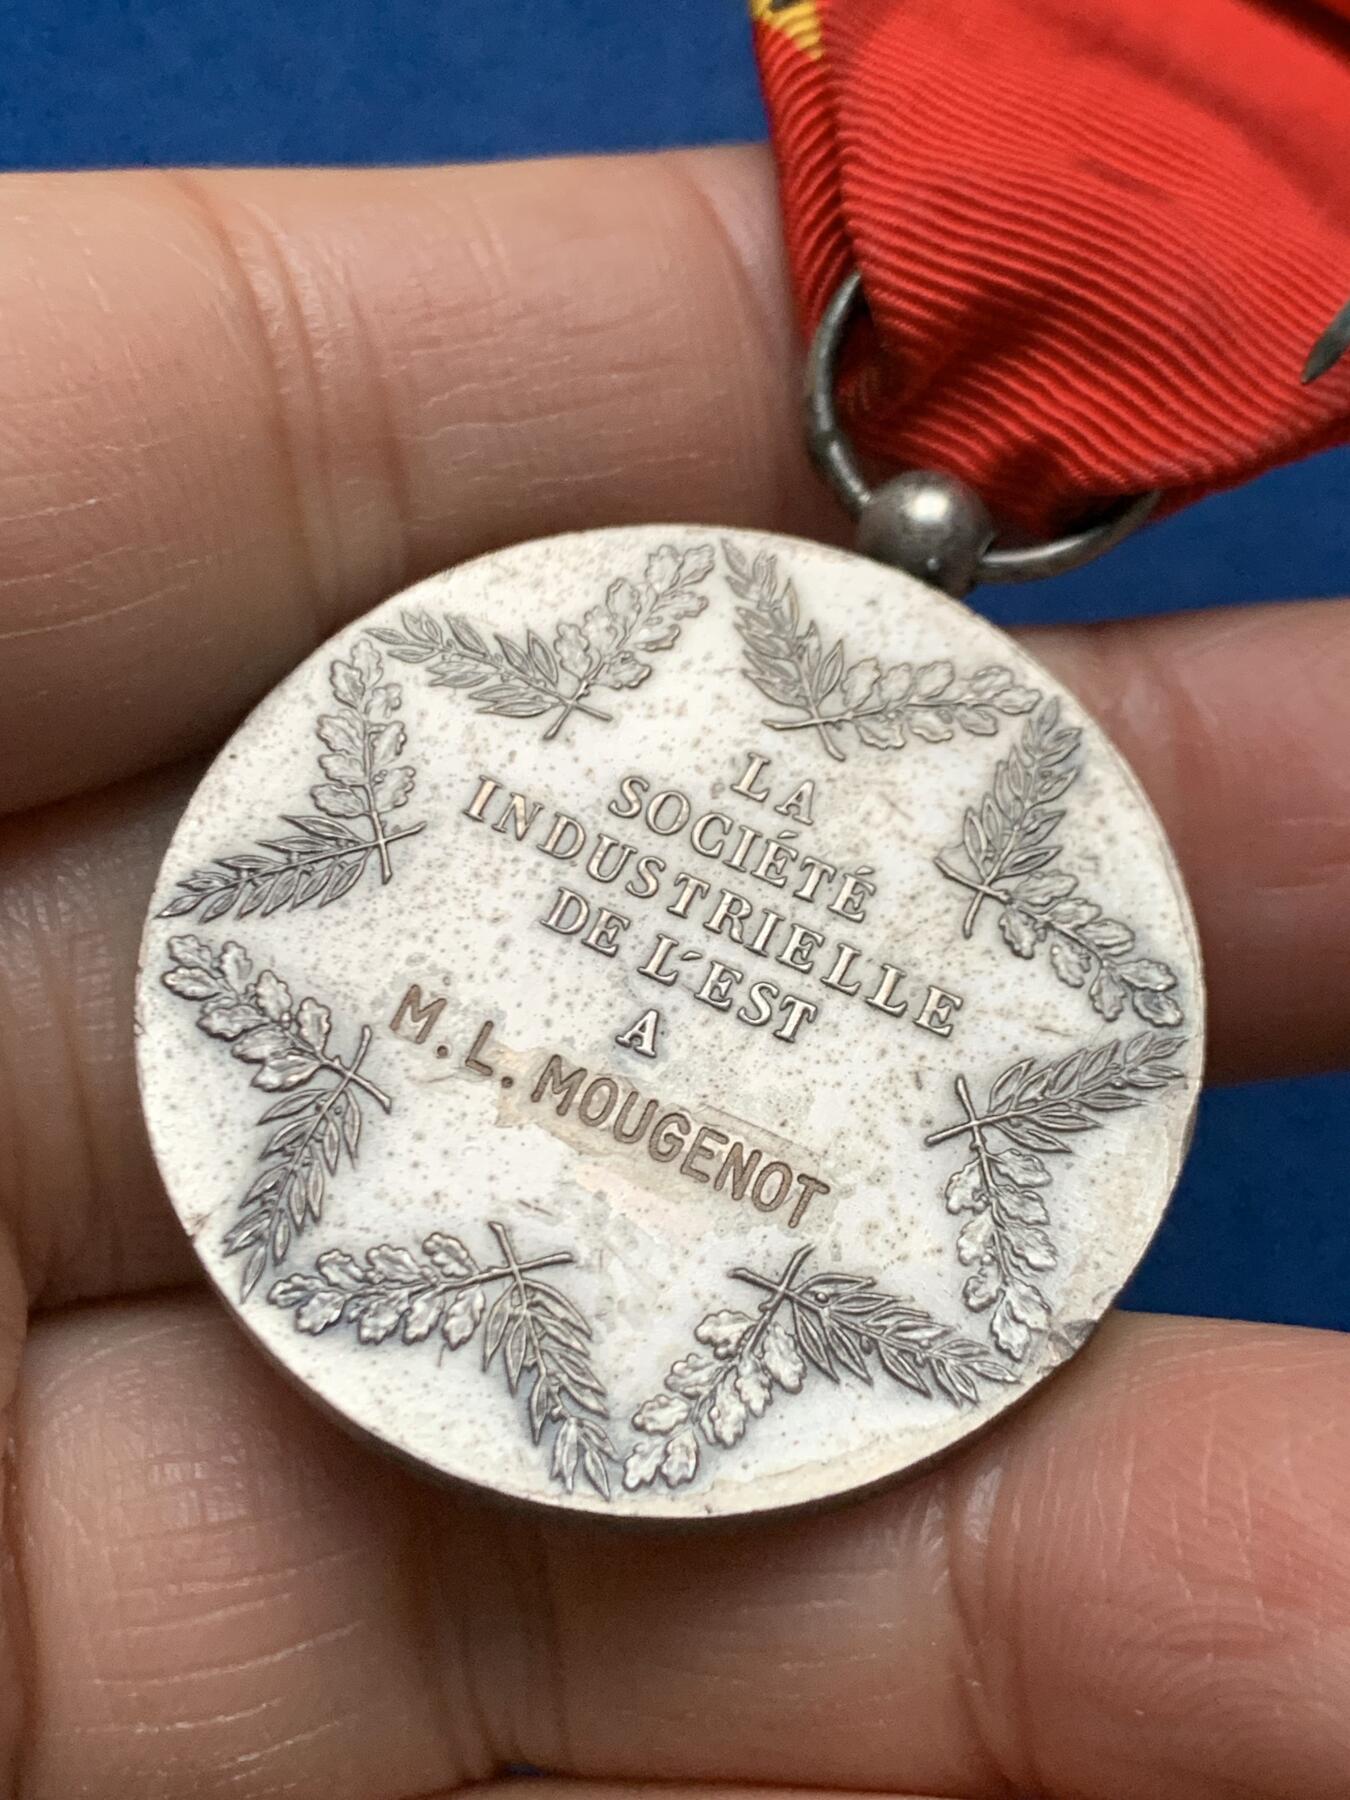 LA
SOCIÉTÉ
INDUSTRIELLE
DE L'EST
A
M. L. MOUGENOT